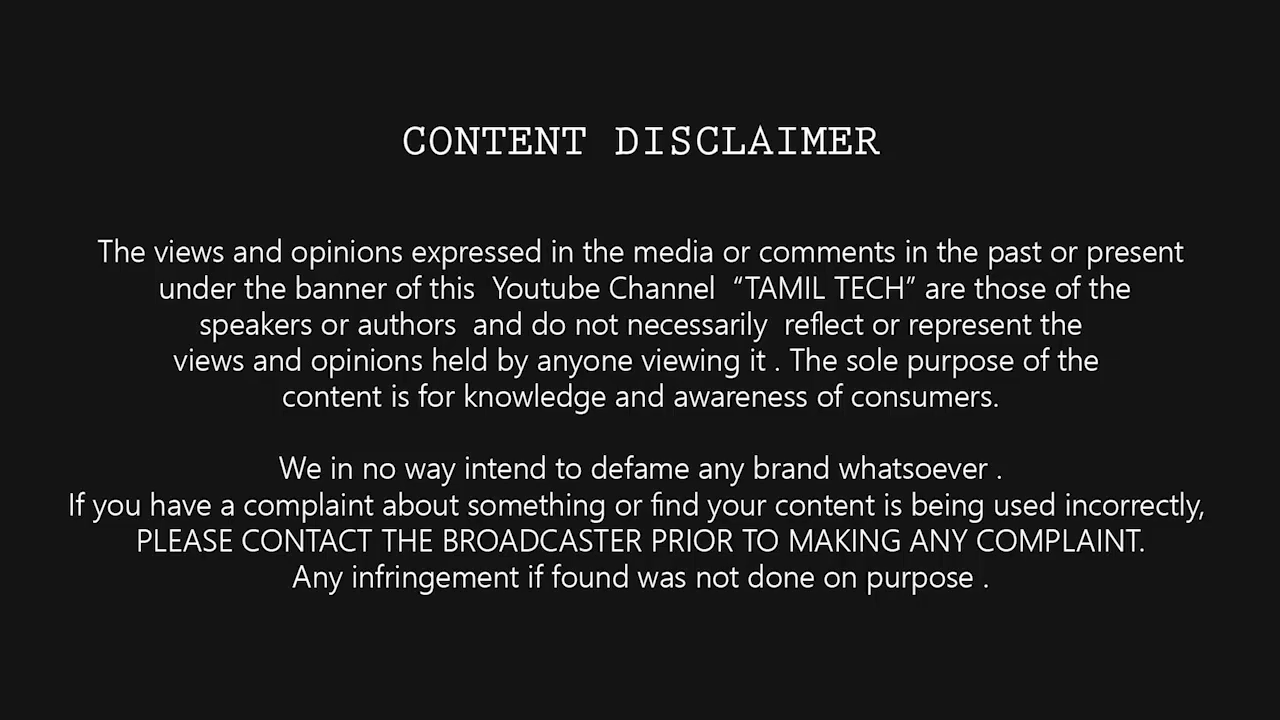 CONTENT DISCLAIMER
The views and opinions expressed in the media or comments in the past or present
under the banner of this  Youtube Channel  “TAMIL TECH” are those of the
speakers or authors  and do not necessarily  reflect or represent the
views and opinions held by anyone viewing it . The sole purpose of the
content is for knowledge and awareness of consumers.
We in no way intend to defame any brand whatsoever .
If you have a complaint about something or find your content is being used incorrectly,
PLEASE CONTACT THE BROADCASTER PRIOR TO MAKING ANY COMPLAINT.
Any infringement if found was not done on purpose .